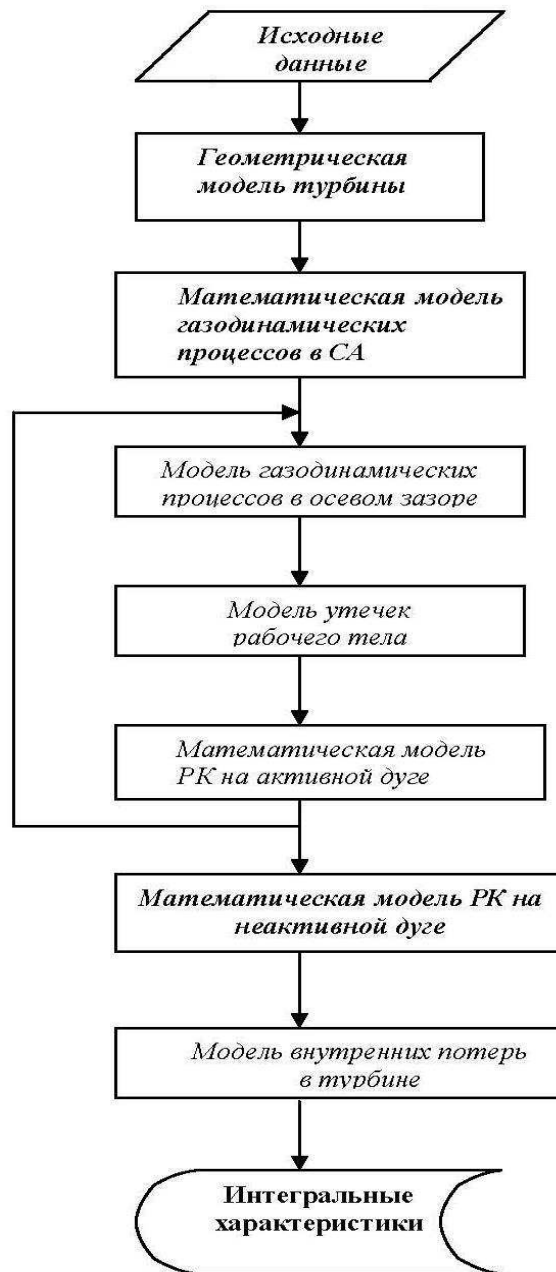 Исходные
данные
Геометрическая
модель турбины
Математическая модель
газодинамических
процессов в СА
Модель газодинамических
процессов в осевом зазоре
Модель утечек
рабочего тела
Математическая модель
РК на активной дуге
Математическая модель РК на
неактивной дуге
Модель внутренних потерь
в турбине
Интегральные
характеристики